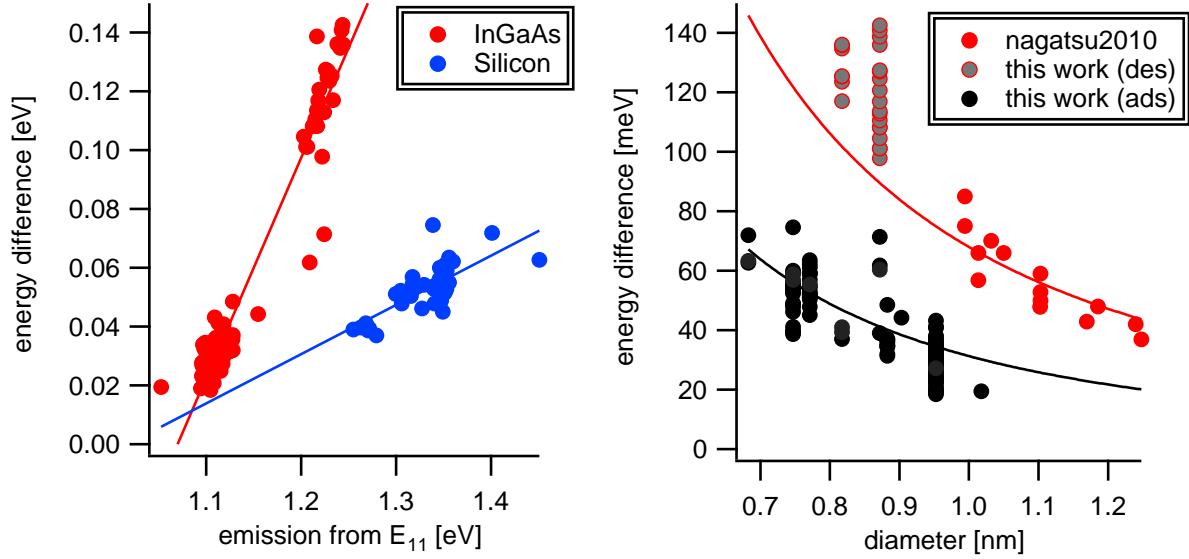 energy difference [eV]
0.14
0.12
0.10
0.08
0.06
0.04
0.02
0.00
InGaAs
Silicon
1.1 1.2 1.3 1.4
emission from E11 [eV]
energy difference [meV]
140
120
100
80
60
40
20
0
nagatsu2010
this work (des)
this work (ads)
0.7 0.8 0.9 1.0 1.1 1.2
diameter [nm]